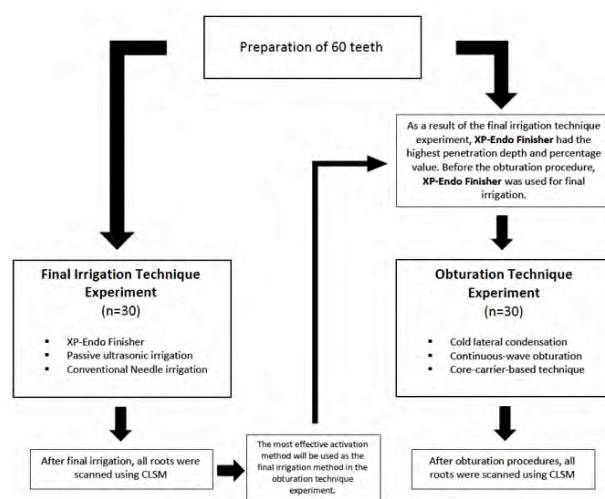 Preparation of 60 teeth
As a result of the final irrigation technique
experiment, XP-Endo Finisher had the
highest penetration depth and percentage
value. Before the obturation procedure,
XP-Endo Finisher was used for final
irrigation.
Final Irrigation Technique
Experiment
(n=30)
▪ XP-Endo Finisher
▪ Passive ultrasonic irrigation
▪ Conventional Needle irrigation
Obturation Technique
Experiment
(n=30)
▪ Cold lateral condensation
▪ Continuous-wave obturation
▪ Core-carrier-based technique
After final irrigation, all roots were
scanned using CLSM
The most effective activation
method will be used as the
final irrigation method in the
obturation technique
experiment.
After obturation procedures, all
roots were scanned using CLSM